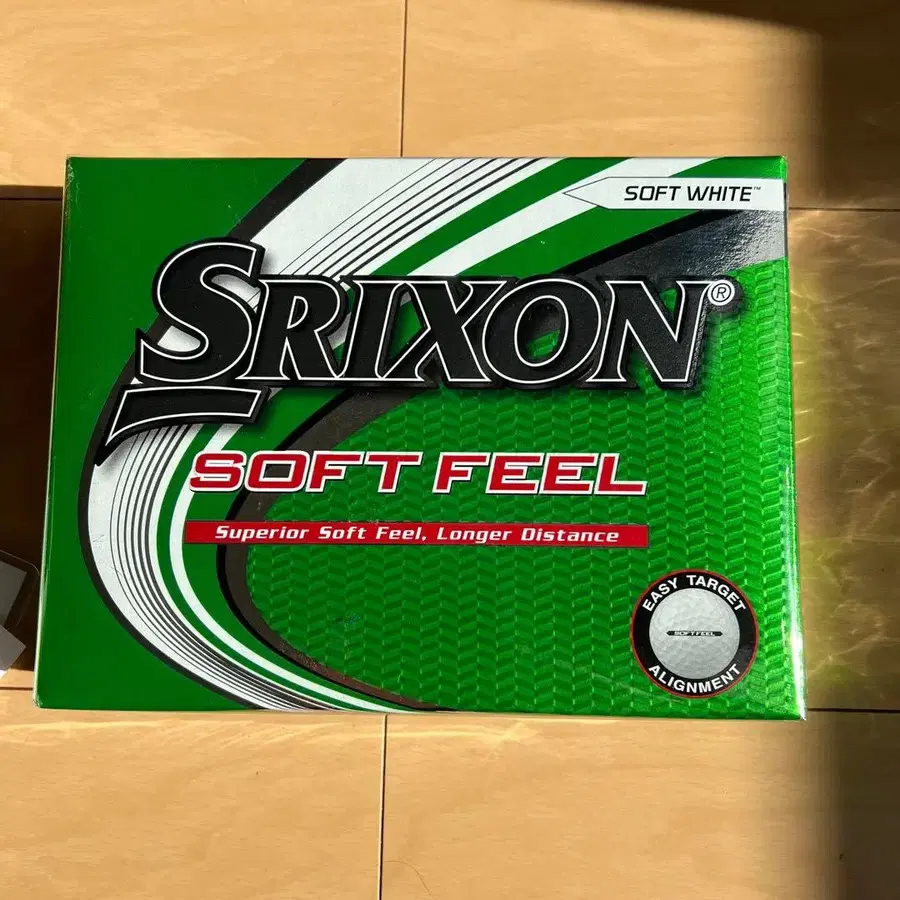 SOFT WHITE™
SRIXON®
SOFT FEEL
Superior Soft Feel, Longer Distance
EASY TARGET
SOFT FEEL
ALIGNMENT